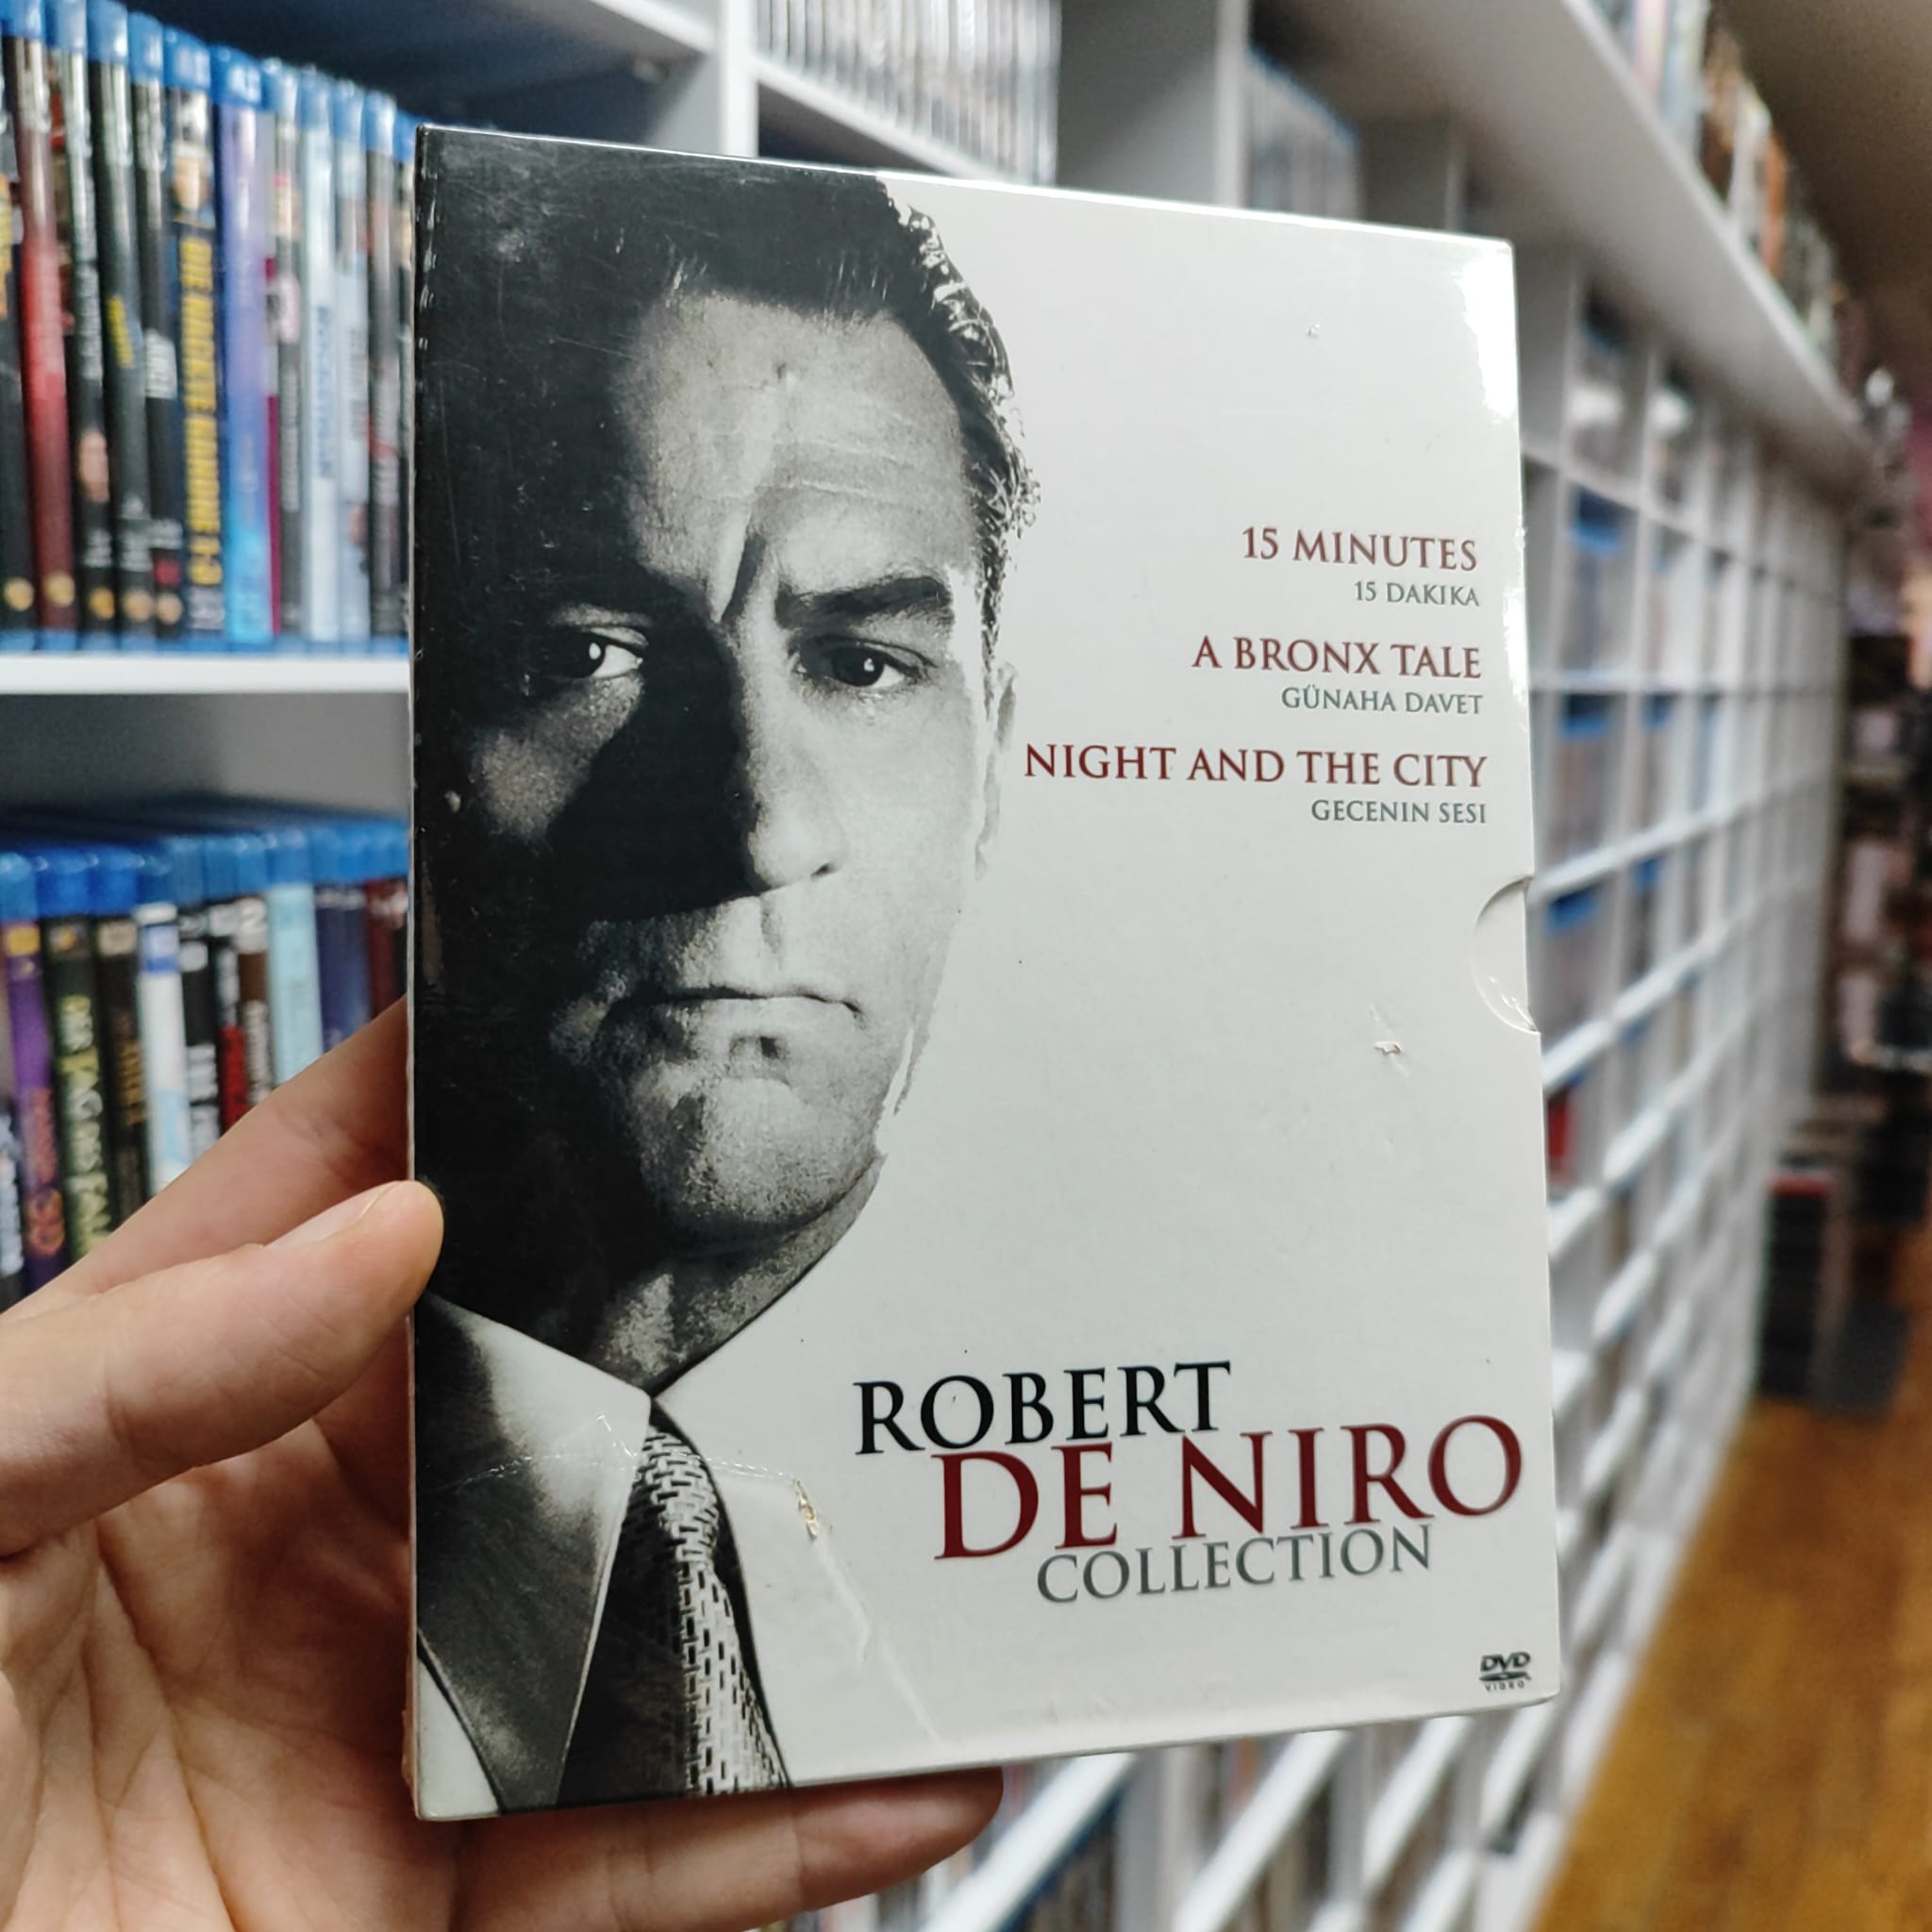 15 MINUTES
15 DAKIKA
A BRONX TALE
GÜNAHA DAVET
NIGHT AND THE CITY
GECENIN SESI
ROBERT
DE NIRO
COLLECTION
DVD
VIDEO